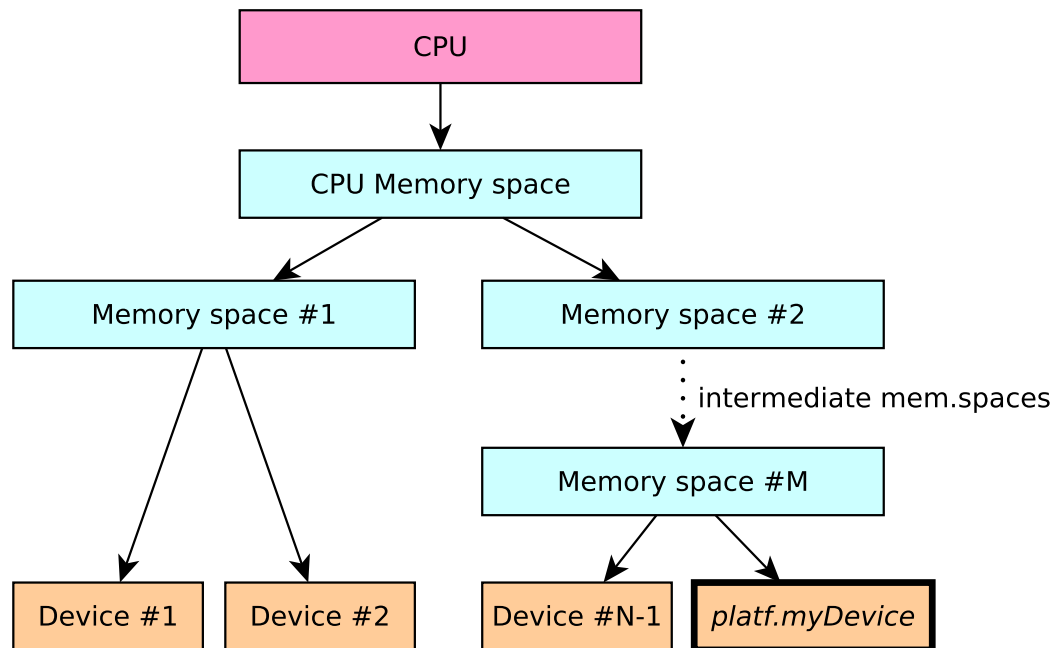 CPU
CPU Memory space
Memory space #1
Memory space #2
intermediate mem.spaces
Memory space #M
Device #1
Device #2
Device #N-1
platf.myDevice